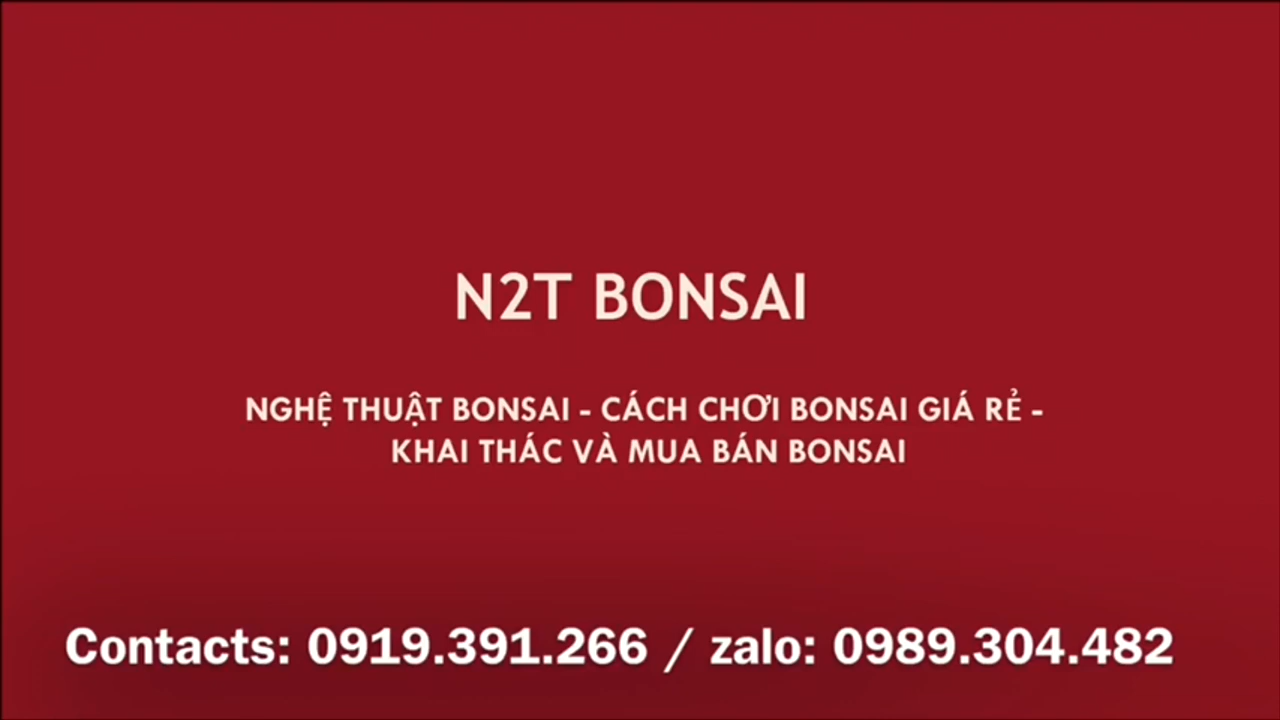 N2T BONSAI
NGHỆ THUẬT BONSAI - CÁCH CHƠI BONSAI GIÁ RẺ -
KHAI THÁC VÀ MUA BÁN BONSAI
Contacts: 0919.391.266 / zalo: 0989.304.482